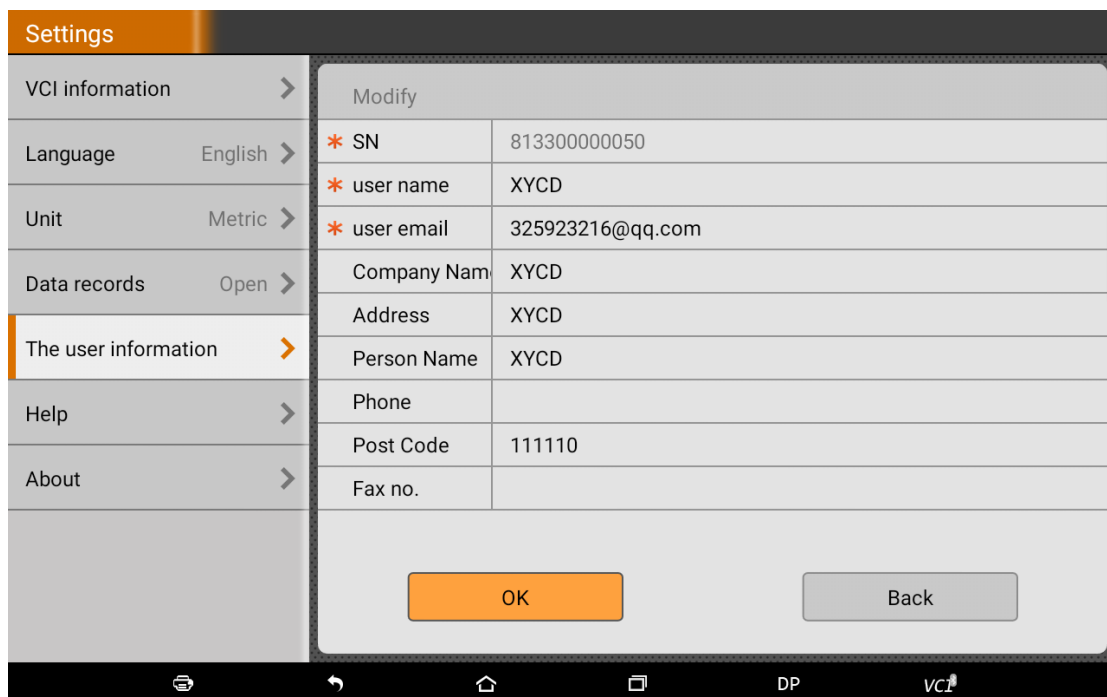 Settings
VCI information
Language English
Unit Metric
Data records Open
The user information
Help
About
Modify
* SN 813300000050
* user name XYCD
* user email 325923216@qq.com
Company Nam
XYCD
Address XYCD
Person Name XYCD
Phone
Post Code 111110
Fax no.
OK Back
DP VCI